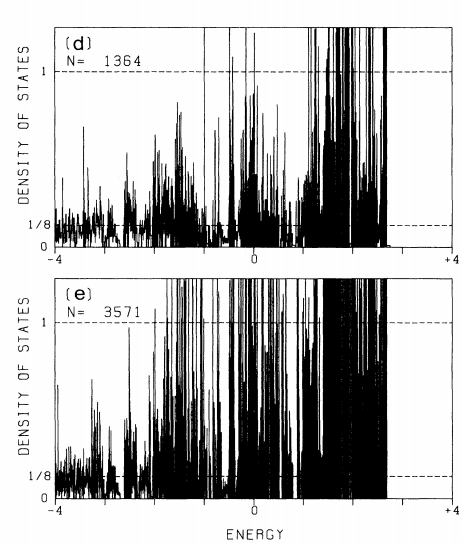 (d)
N= 1364
DENSITY OF STATES
1
1/8
0
-4
0
+4
(e)
N= 3571
DENSITY OF STATES
1
1/8
0
-4
0
+4
ENERGY